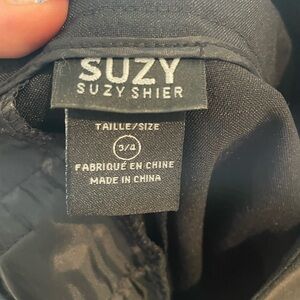 SUZY
SUZY SHIER
TAILLE/SIZE
3/4
FABRIQUÉ EN CHINE
MADE IN CHINA